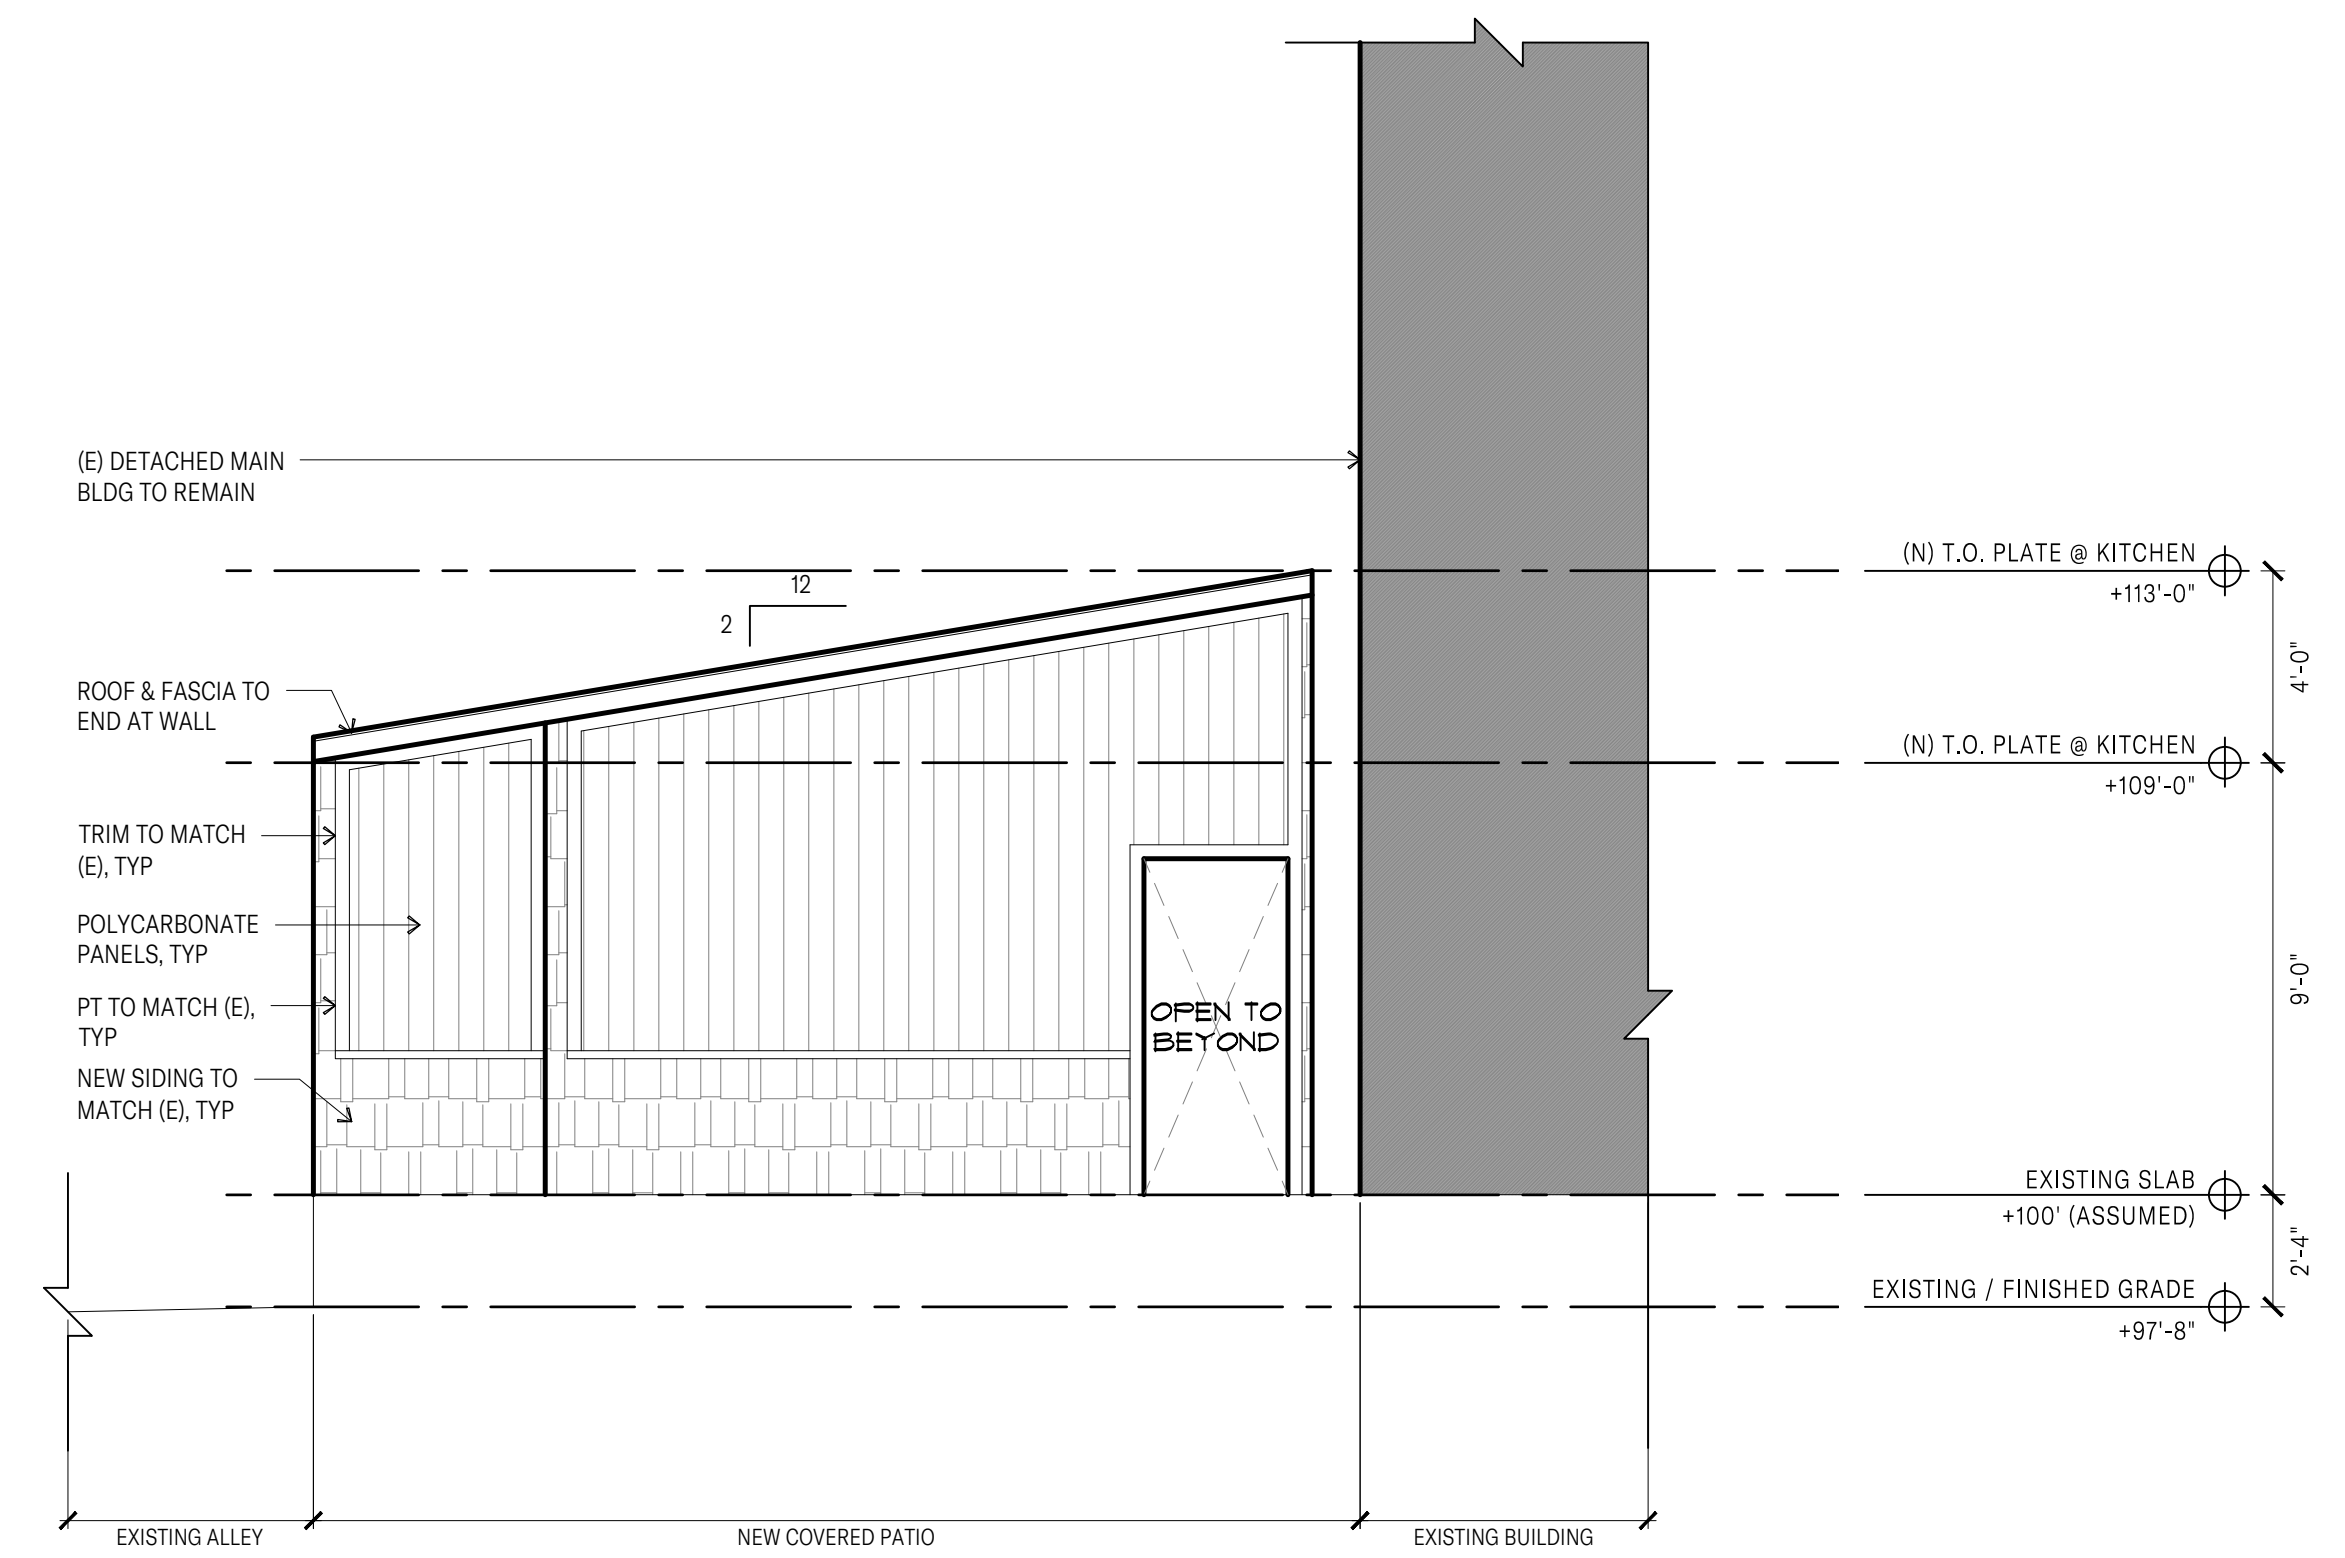 (E) DETACHED MAIN
BLDG TO REMAIN
(N) T.O. PLATE @ KITCHEN
+113'-0"
12
2
4'-0"
ROOF & FASCIA TO
END AT WALL
(N) T.O. PLATE @ KITCHEN
+109'-0"
TRIM TO MATCH
(E), TYP
POLYCARBONATE
PANELS, TYP
9'-0"
PT TO MATCH (E),
TYP
OPEN TO
BEYOND
NEW SIDING TO
MATCH (E), TYP
EXISTING SLAB
+100' (ASSUMED)
2'-4"
EXISTING / FINISHED GRADE
+97'-8"
EXISTING ALLEY
NEW COVERED PATIO
EXISTING BUILDING